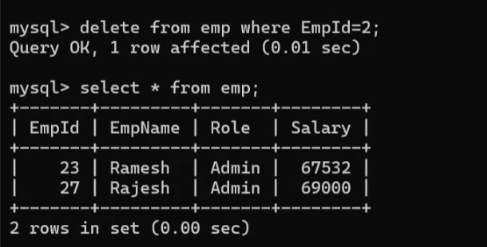 mysql> delete from emp where EmpId=2;
Query OK, 1 row affected (0.01 sec)
mysql> select * from emp;
+-------+---------+-------+--------+
| EmpId | EmpName | Role  | Salary |
+-------+---------+-------+--------+
|    23 | Ramesh  | Admin |  67532 |
|    27 | Rajesh  | Admin |  69000 |
+-------+---------+-------+--------+
2 rows in set (0.00 sec)